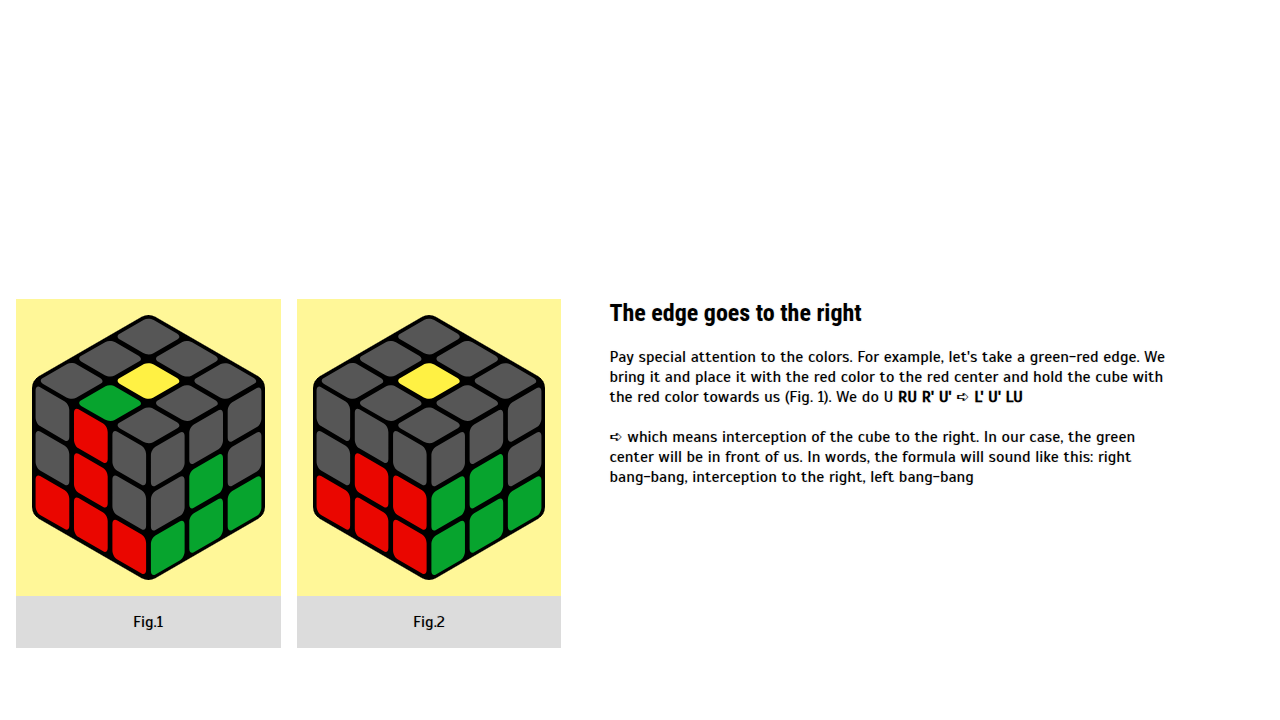 The edge goes to the right
Pay special attention to the colors. For example, let's take a green-red edge. We
bring it and place it with the red color to the red center and hold the cube with
the red color towards us (Fig. 1). We do U RU R' U' ➪ L' U' LU
➪ which means interception of the cube to the right. In our case, the green
center will be in front of us. In words, the formula will sound like this: right
bang-bang, interception to the right, left bang-bang
Fig.1
Fig.2